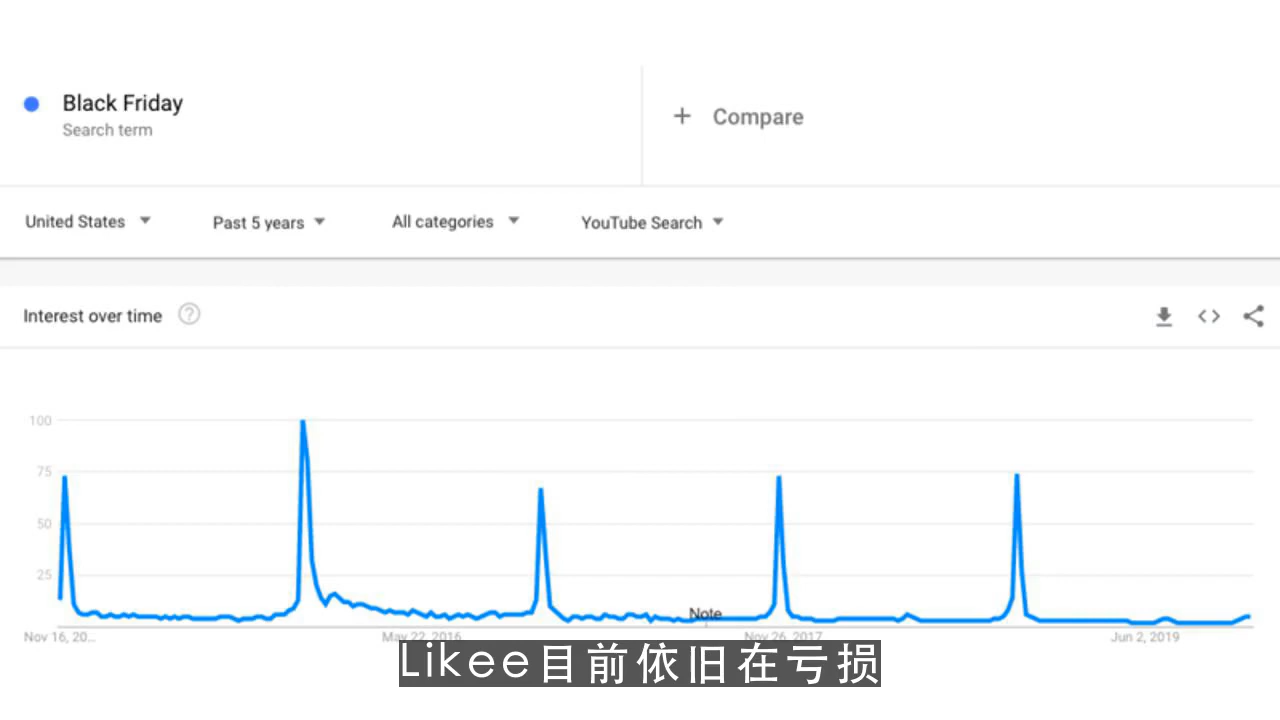 Black Friday
Search term
Compare
United States
Past 5 years
All categories
YouTube Search
Interest over time
100
75
50
25
Note
Nov 16, 20...
May 22, 2016
Nov 26, 2017
Jun 2, 2019
Likee目前依旧在亏损